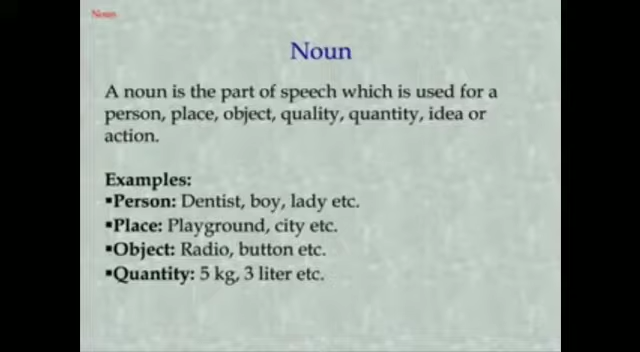 Noun
Noun
A noun is the part of speech which is used for a
person, place, object, quality, quantity, idea or
action.
Examples:
▪Person: Dentist, boy, lady etc.
▪Place: Playground, city etc.
▪Object: Radio, button etc.
▪Quantity: 5 kg, 3 liter etc.